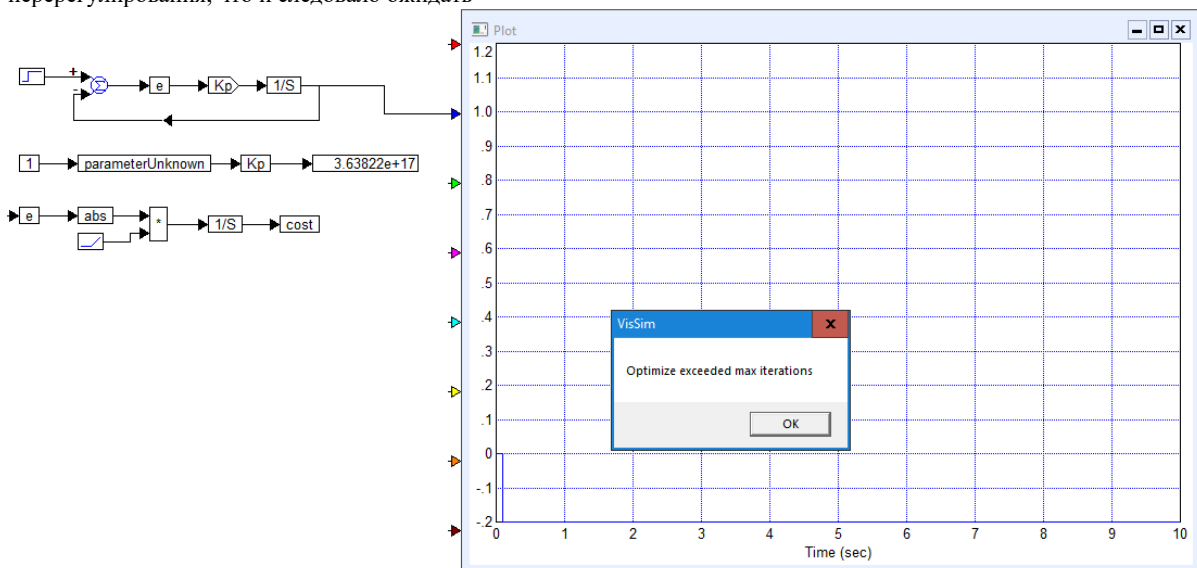 перерегулирования, что и следовало ожидать
Plot
+
-
Σ
e
Kp
1/S
1
parameterUnknown
Kp
3.63822e+17
e
abs
*
1/S
cost
1.2
1.1
1.0
.9
.8
.7
.6
.5
.4
.3
.2
.1
0
-.1
-.2
0 1 2 3 4 5 6 7 8 9 10
Time (sec)
VisSim
x
Optimize exceeded max iterations
OK